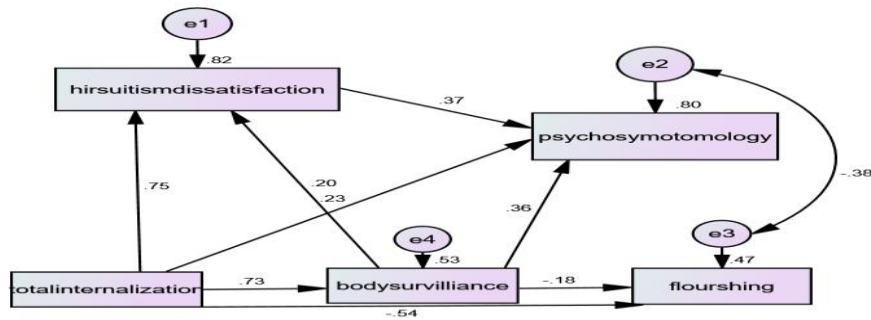 e1
.82
hirsuitismdissatisfaction
e2
.80
psychosymotomology
.37
.75
.20
.23
.36
-.38
e4
.53
e3
.47
totalinternalization
.73
bodysurvilliance
-.18
flourshing
-.54